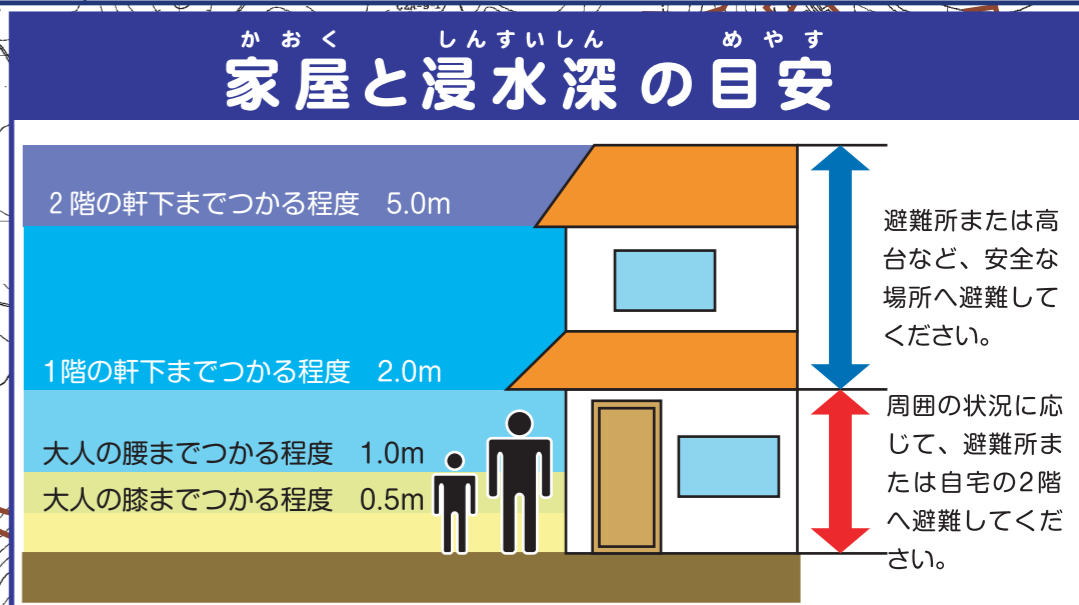 かおく しんすいしん めやす
家屋と浸水深の目安
2階の軒下までつかる程度 5.0m
1階の軒下までつかる程度 2.0m
大人の腰までつかる程度 1.0m
大人の膝までつかる程度 0.5m
避難所または高
台など、安全な
場所へ避難して
ください。
周囲の状況に応
じて、避難所ま
たは自宅の2階
へ避難してくだ
さい。